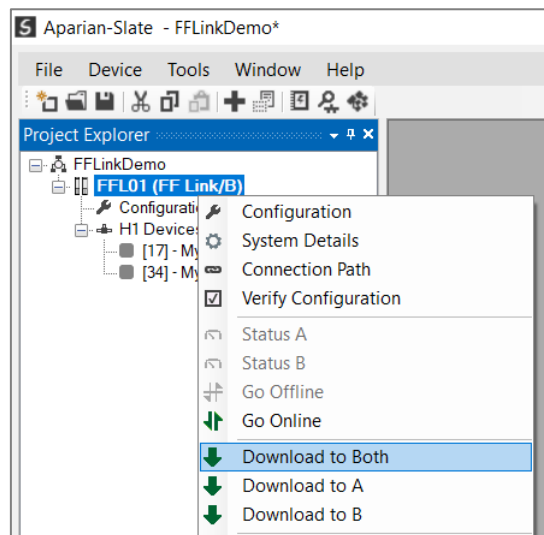 Aparian-Slate - FFLinkDemo*
File Device Tools Window Help
Project Explorer
FFLinkDemo
FFL01 (FF Link/B)
Configurati
H1 Devices
[17] - My
[34] - My
Configuration
System Details
Connection Path
Verify Configuration
Status A
Status B
Go Offline
Go Online
Download to Both
Download to A
Download to B